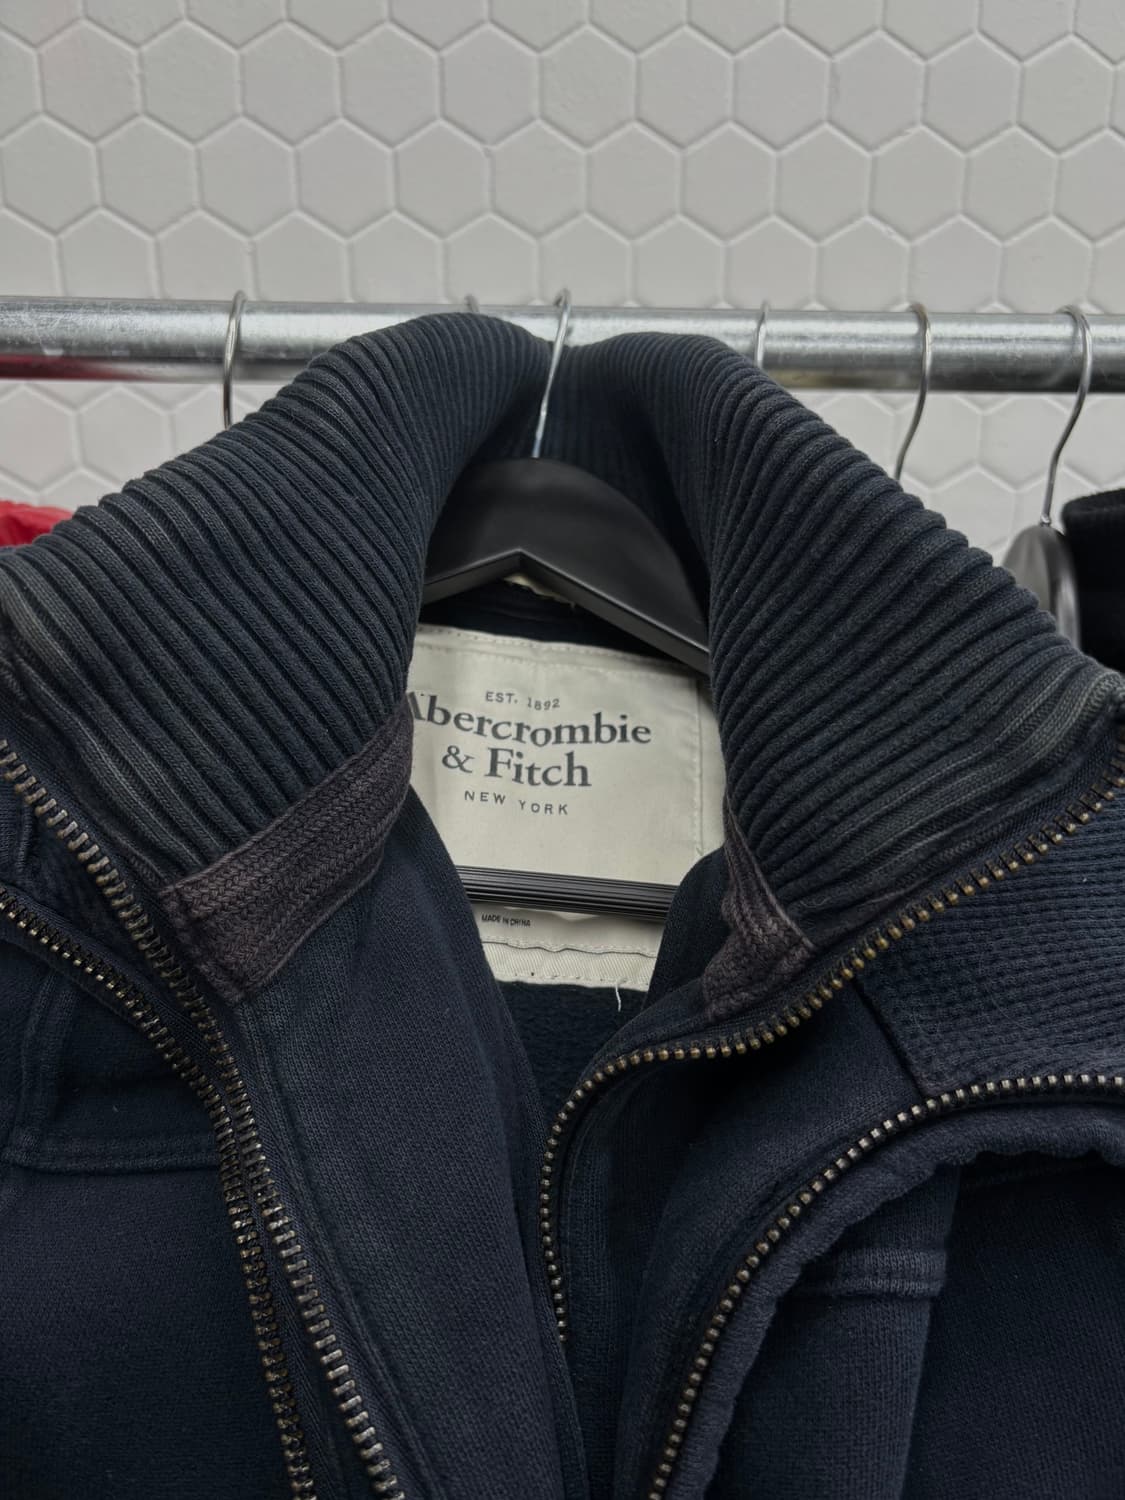 EST. 1892
Abercrombie
& Fitch
NEW YORK
MADE IN CHINA